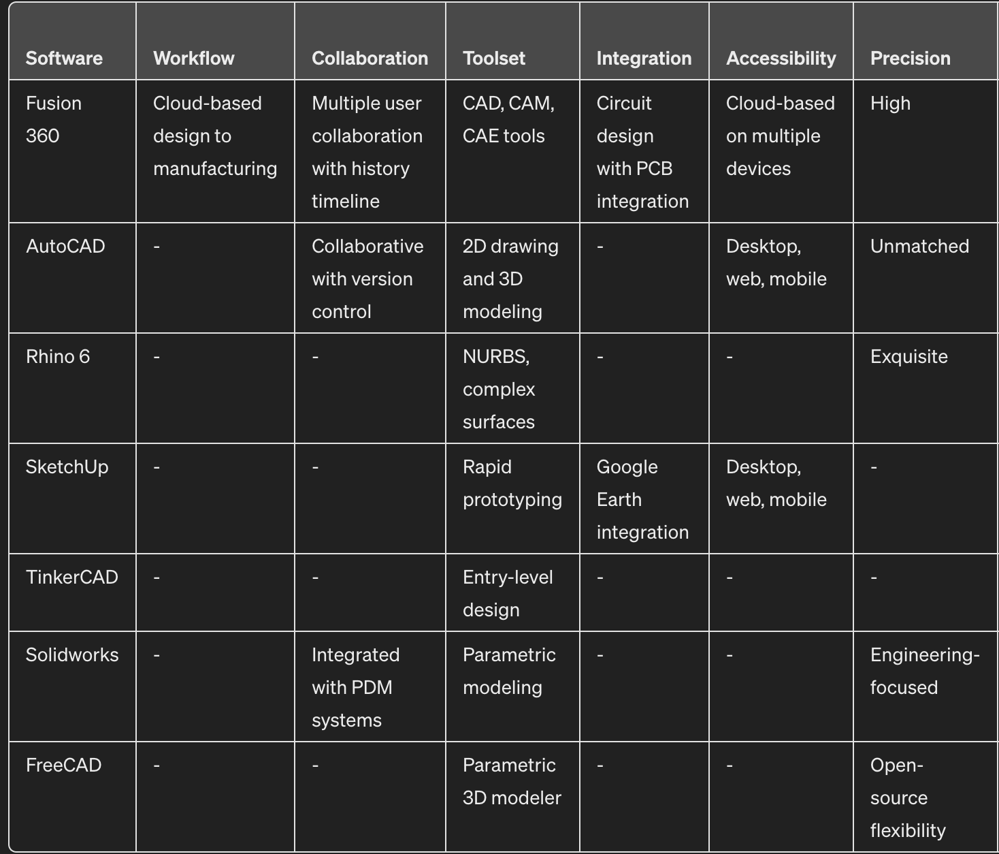 Software
Workflow
Collaboration
Toolset
Integration
Accessibility
Precision
Fusion
360
Cloud-based
design to
manufacturing
Multiple user
collaboration
with history
timeline
CAD, CAM,
CAE tools
Circuit
design
with PCB
integration
Cloud-based
on multiple
devices
High
AutoCAD
-
Collaborative
with version
control
2D drawing
and 3D
modeling
-
Desktop,
web, mobile
Unmatched
Rhino 6
-
-
NURBS,
complex
surfaces
-
-
Exquisite
SketchUp
-
-
Rapid
prototyping
Google
Earth
integration
Desktop,
web, mobile
-
TinkerCAD
-
-
Entry-level
design
-
-
-
Solidworks
-
Integrated
with PDM
systems
Parametric
modeling
-
-
Engineering-
focused
FreeCAD
-
-
Parametric
3D modeler
-
-
Open-
source
flexibility